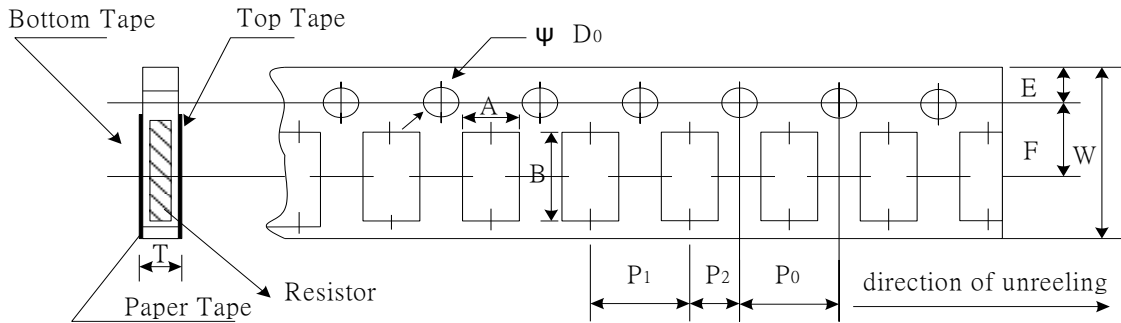 Bottom Tape
Top Tape
Ψ D0
E
A
F
W
B
T
P1
P2
P0
direction of unreeling
Resistor
Paper Tape